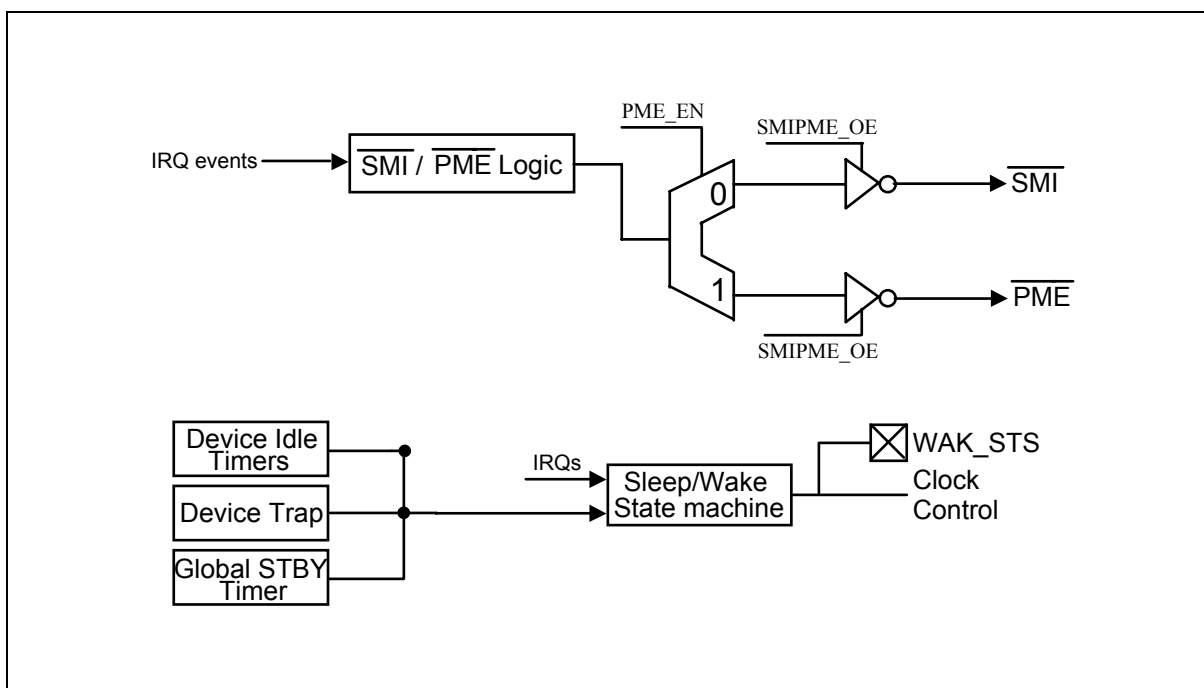 PME_EN
SMIPME_OE
IRQ events
SMI / PME Logic
0
SMI
1
PME
SMIPME_OE
Device Idle
Timers
Device Trap
Global STBY
Timer
IRQs
Sleep/Wake
State machine
WAK_STS
Clock
Control